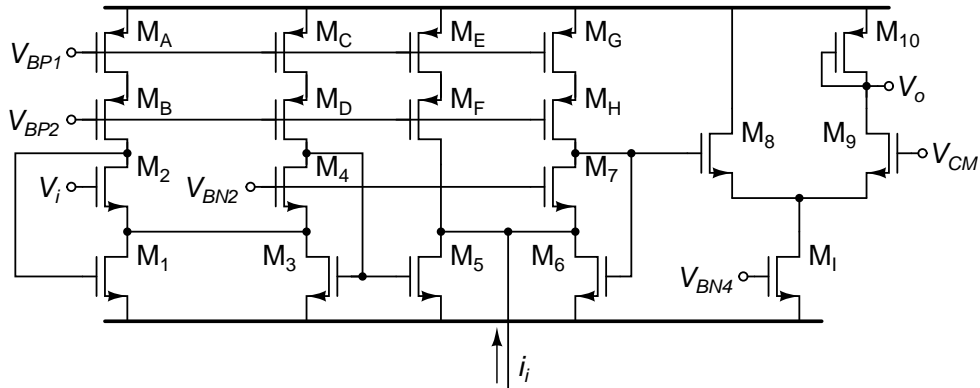 M_A M_C M_E M_G M_10
V_BP1 V_o
M_B M_D M_F M_H
V_BP2
M_2 M_4 M_7 M_8 M_9
V_i V_BN2 V_CM
M_1 M_3 M_5 M_6 M_I
V_BN4
i_i